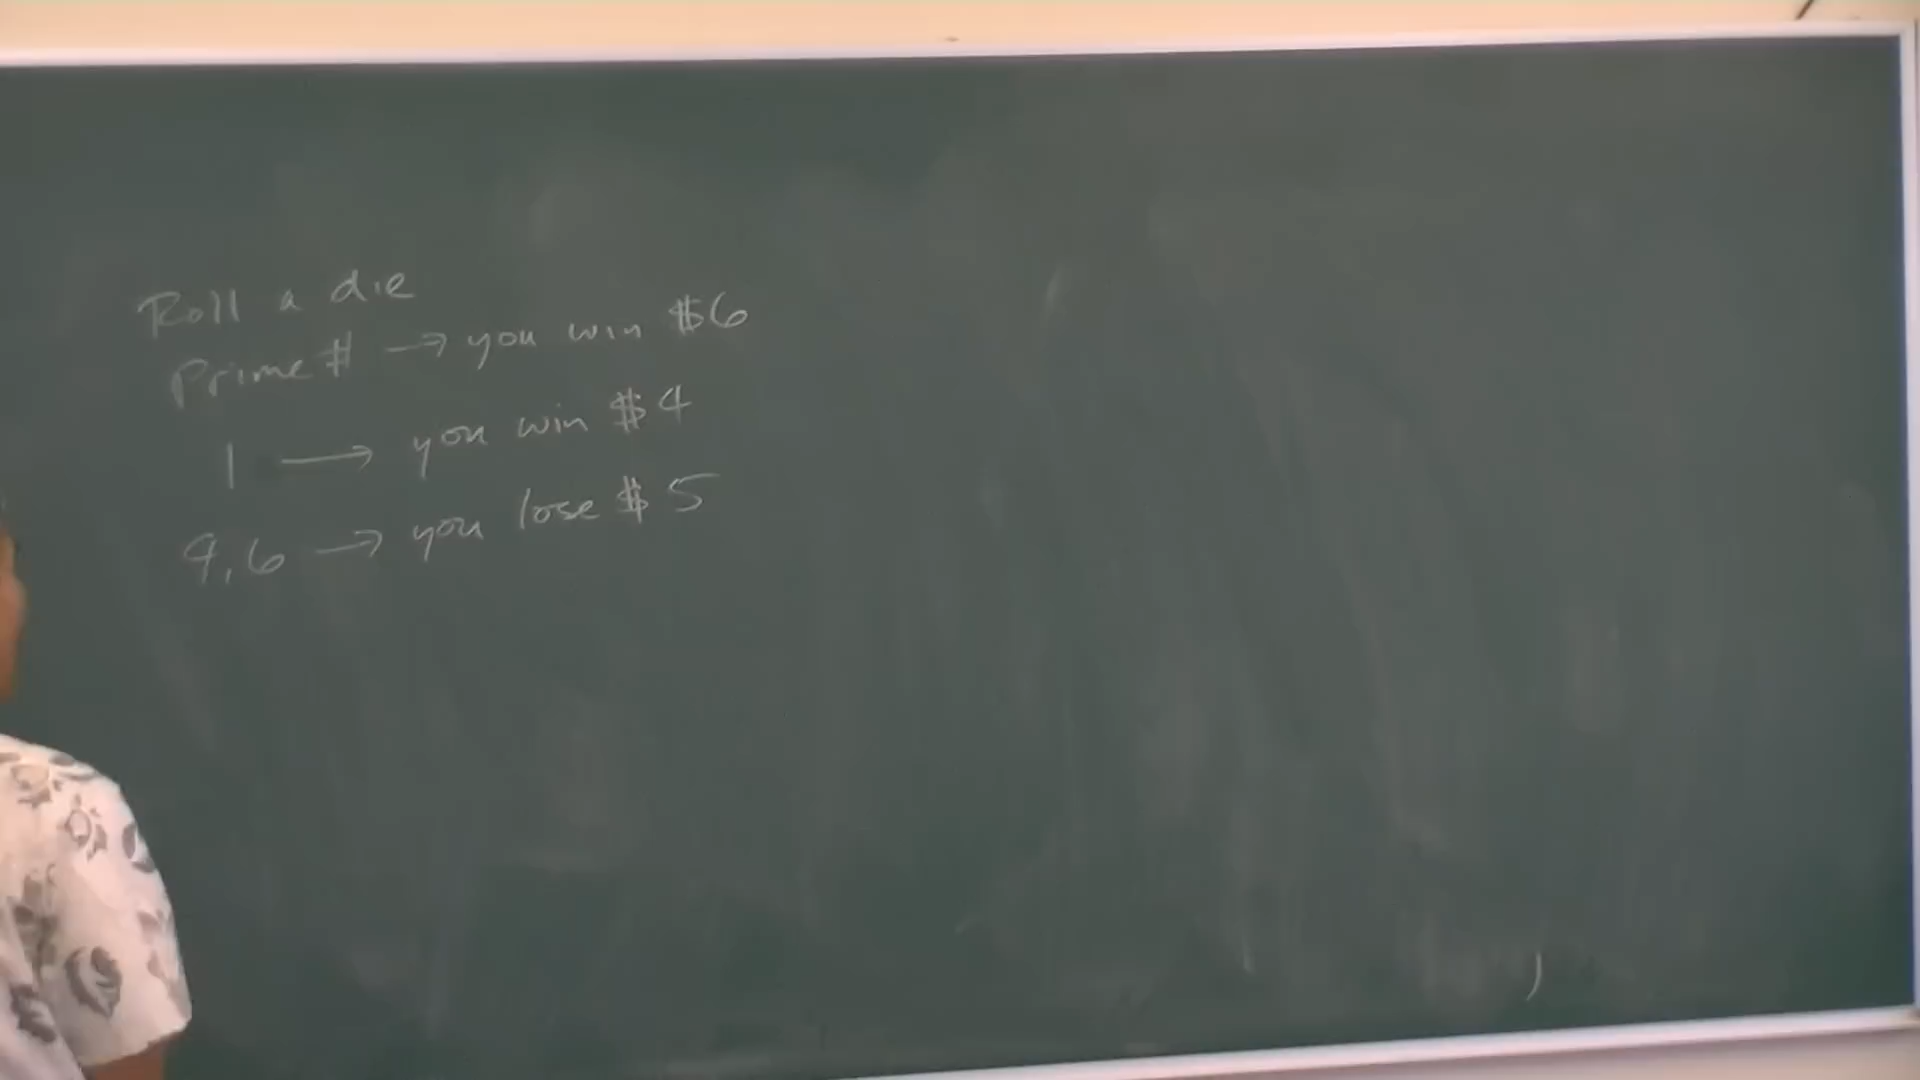 Roll a die
Prime # → you win $6
1 → you win $4
4,6 → you lose $5